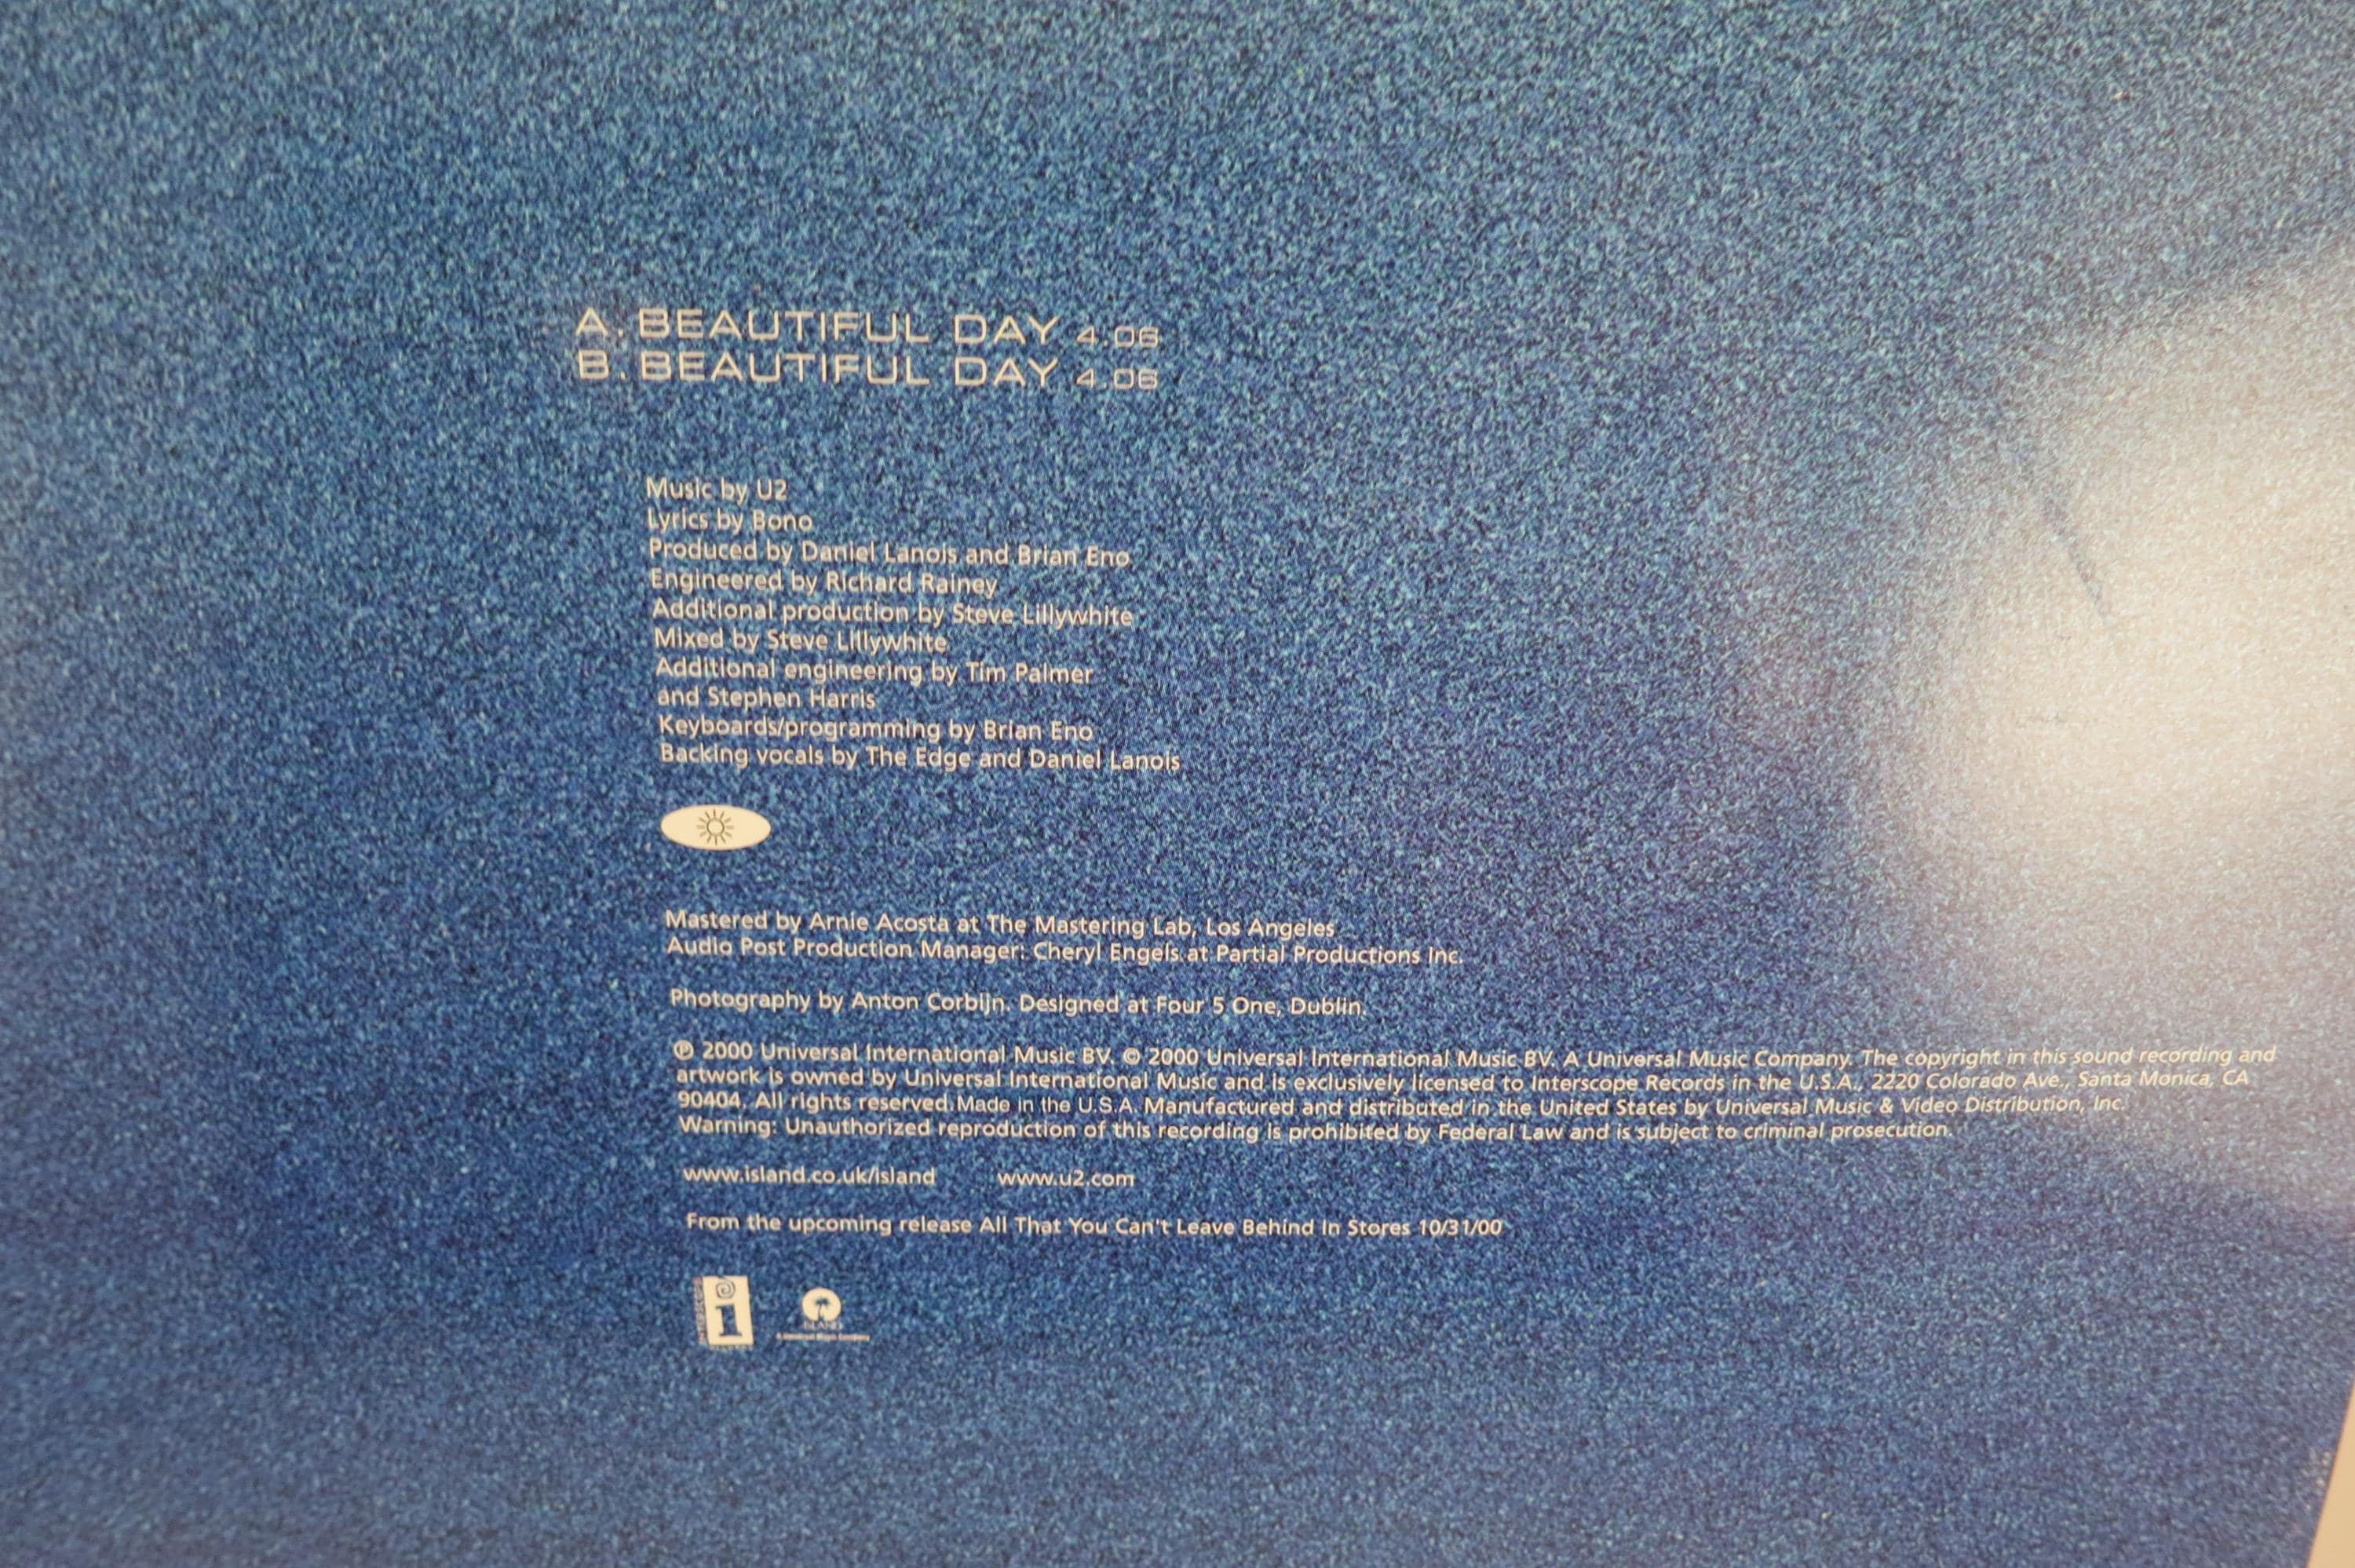 A. BEAUTIFUL DAY 4.06
B. BEAUTIFUL DAY 4.06
Music by U2
Lyrics by Bono
Produced by Daniel Lanois and Brian Eno
Engineered by Richard Rainey
Additional production by Steve Lillywhite
Mixed by Steve Lillywhite
Additional engineering by Tim Palmer
and Stephen Harris
Keyboards/programming by Brian Eno
Backing vocals by The Edge and Daniel Lanois
Mastered by Arnie Acosta at The Mastering Lab, Los Angeles
Audio Post Production Manager: Cheryl Engels at Partial Productions Inc.
Photography by Anton Corbijn. Designed at Four 5 One, Dublin.
℗ 2000 Universal International Music BV. © 2000 Universal International Music BV. A Universal Music Company. The copyright in this sound recording and
artwork is owned by Universal International Music and is exclusively licensed to Interscope Records in the U.S.A., 2220 Colorado Ave., Santa Monica, CA
90404. All rights reserved. Made in the U.S.A. Manufactured and distributed in the United States by Universal Music & Video Distribution, Inc.
Warning: Unauthorized reproduction of this recording is prohibited by Federal Law and is subject to criminal prosecution.
www.island.co.uk/island www.u2.com
From the upcoming release All That You Can't Leave Behind In Stores 10/31/00
INTERSCOPE
i
ISLAND
A Universal Music Company